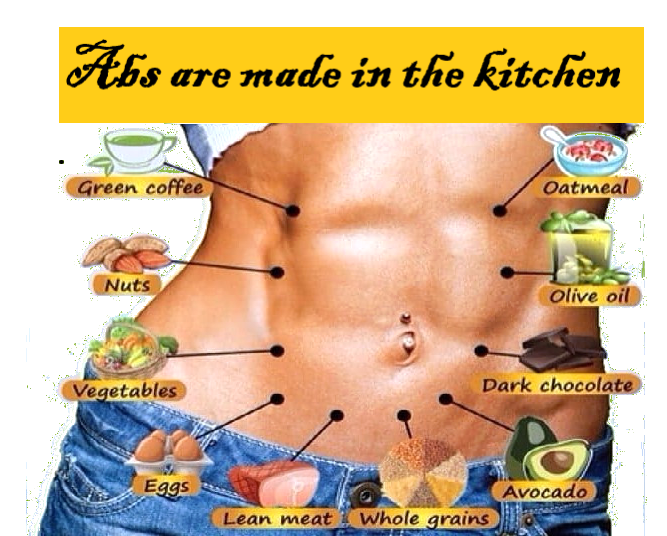 Abs are made in the kitchen
Green coffee
Oatmeal
Nuts
Olive oil
Vegetables
Dark chocolate
Eggs
Avocado
Lean meat
Whole grains